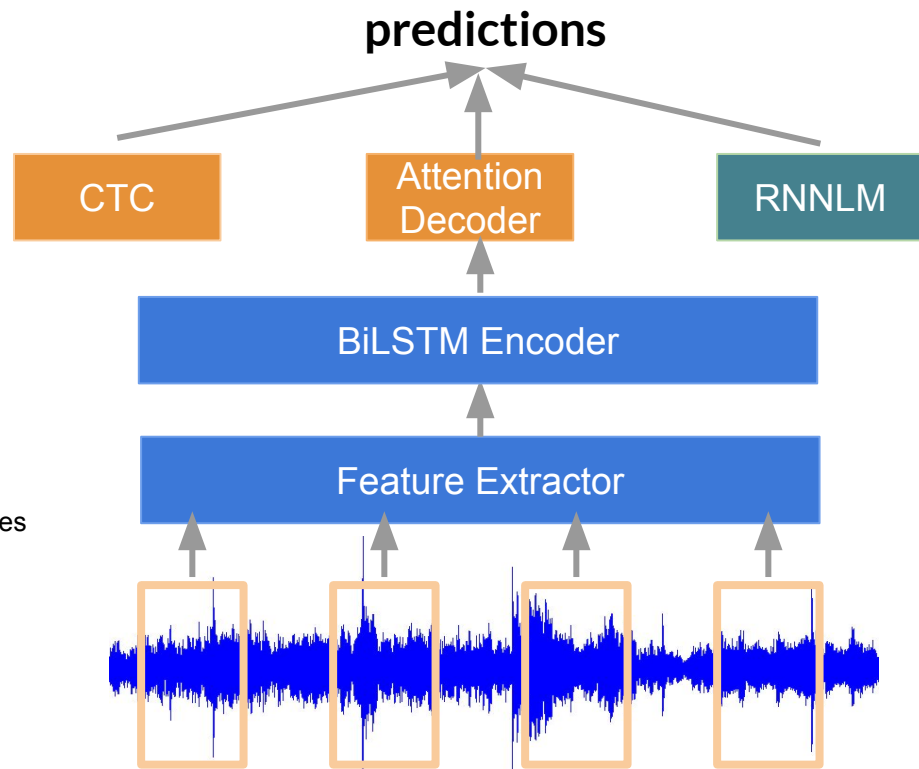 predictions
CTC
Attention
Decoder
RNNLM
BiLSTM Encoder
Feature Extractor
es